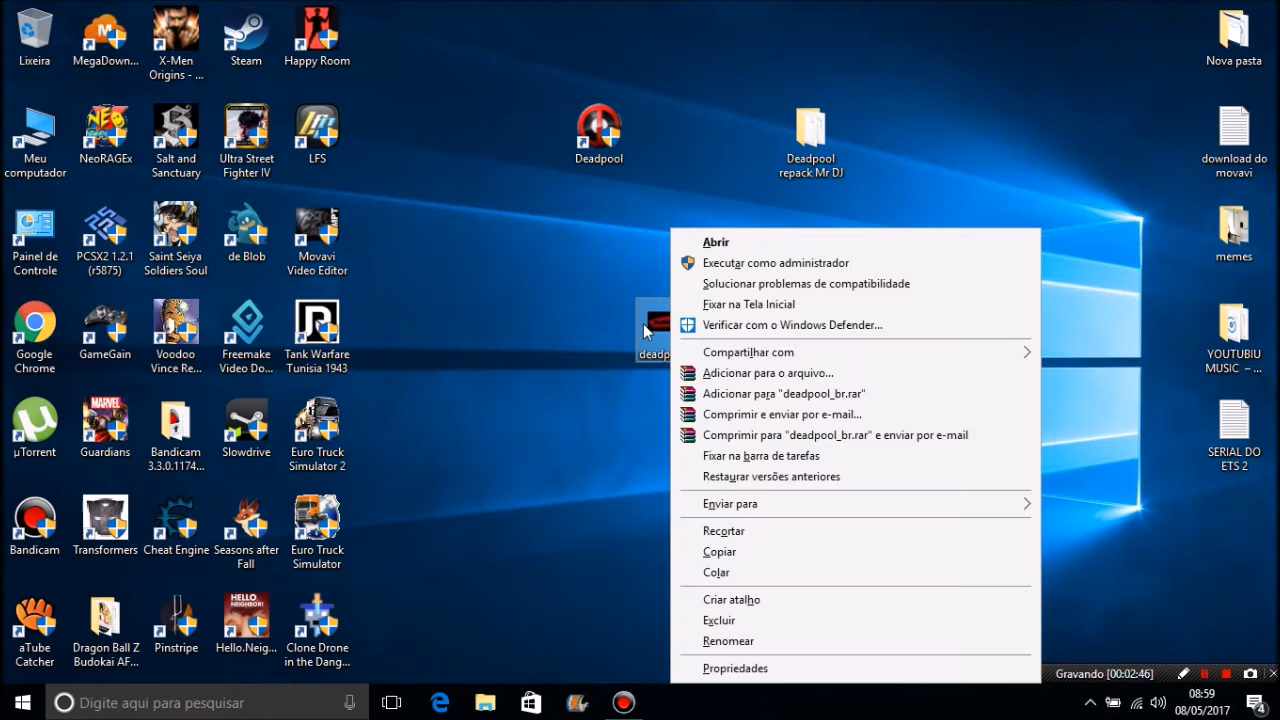 Lixeira
MegaDown...
X-Men
Origins - ...
Steam
Happy Room
Nova pasta
Meu
computador
NeoRAGEx
Salt and
Sanctuary
Ultra Street
Fighter IV
LFS
Deadpool
Deadpool
repack Mr DJ
download do
movavi
Painel de
Controle
PCSX2 1.2.1
(r5875)
Saint Seiya
Soldiers Soul
de Blob
Movavi
Video Editor
memes
Google
Chrome
GameGain
Voodoo
Vince Re...
Freemake
Video Do...
Tank Warfare
Tunisia 1943
deadp
YOUTUBIU
MUSIC – ...
µTorrent
MARVEL
Guardians
Bandicam
3.3.0.1174...
Slowdrive
Euro Truck
Simulator 2
SERIAL DO
ETS 2
Bandicam
Transformers
Cheat Engine
Seasons after
Fall
Euro Truck
Simulator
aTube
Catcher
Dragon Ball Z
Budokai AF...
Pinstripe
HELLO,
NEIGHBOR!
Hello.Neig...
Clone Drone
in the Dang...
Abrir
Executar como administrador
Solucionar problemas de compatibilidade
Fixar na Tela Inicial
Verificar com o Windows Defender...
Compartilhar com
Adicionar para o arquivo...
Adicionar para "deadpool_br.rar"
Comprimir e enviar por e-mail...
Comprimir para "deadpool_br.rar" e enviar por e-mail
Fixar na barra de tarefas
Restaurar versões anteriores
Enviar para
Recortar
Copiar
Colar
Criar atalho
Excluir
Renomear
Propriedades
Gravando [00:02:46]
Digite aqui para pesquisar
08:59
08/05/2017
4